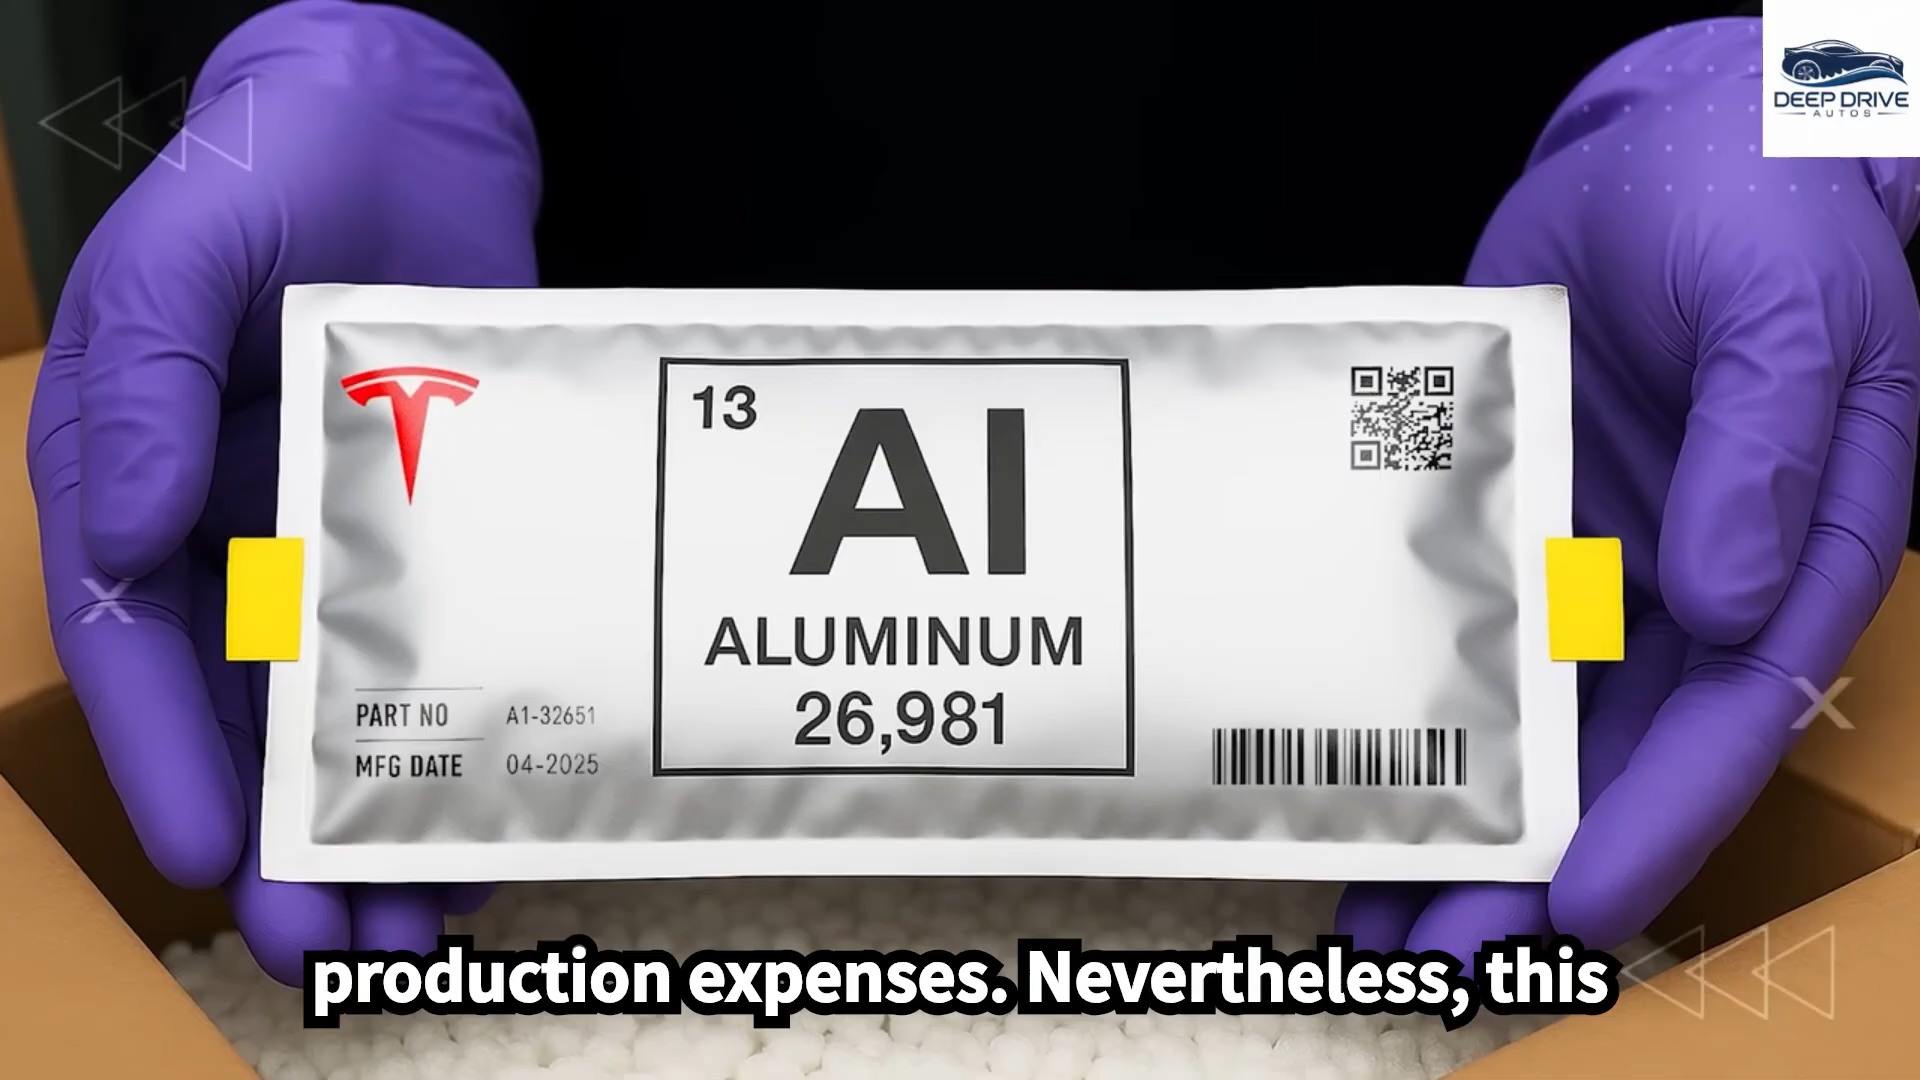 DEEP DRIVE
AUTOS
13
Al
ALUMINUM
26,981
PART NO A1-32651
MFG DATE 04-2025
production expenses. Nevertheless, this